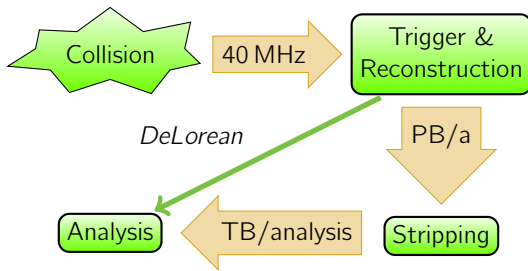 Collision
40 MHz
Trigger &
Reconstruction
DeLorean
PB/a
Analysis
TB/analysis
Stripping